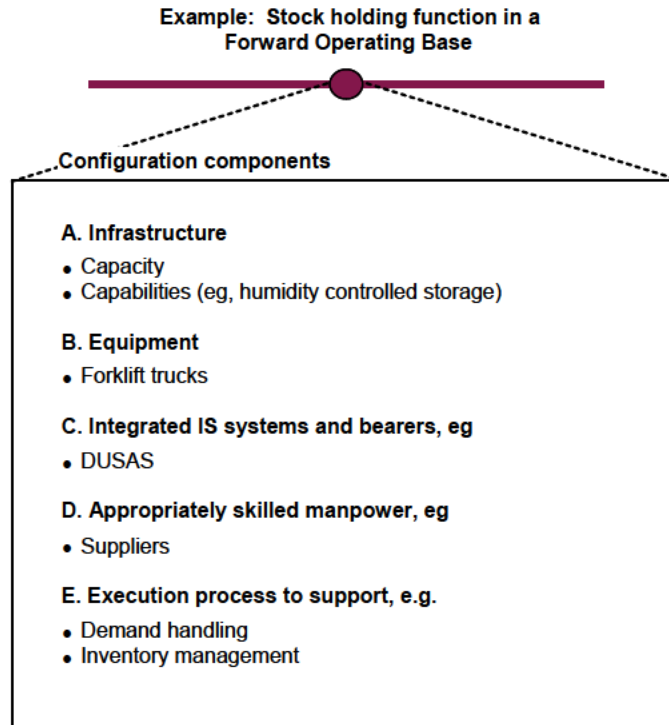 Example:  Stock holding function in a
Forward Operating Base
Configuration components
A. Infrastructure
• Capacity
• Capabilities (eg, humidity controlled storage)
B. Equipment
• Forklift trucks
C. Integrated IS systems and bearers, eg
• DUSAS
D. Appropriately skilled manpower, eg
• Suppliers
E. Execution process to support, e.g.
• Demand handling
• Inventory management